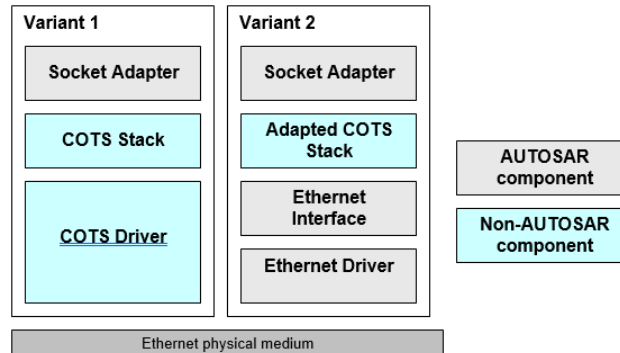 Variant 1
Socket Adapter
COTS Stack
COTS Driver
Variant 2
Socket Adapter
Adapted COTS
Stack
Ethernet
Interface
Ethernet Driver
AUTOSAR
component
Non-AUTOSAR
component
Ethernet physical medium